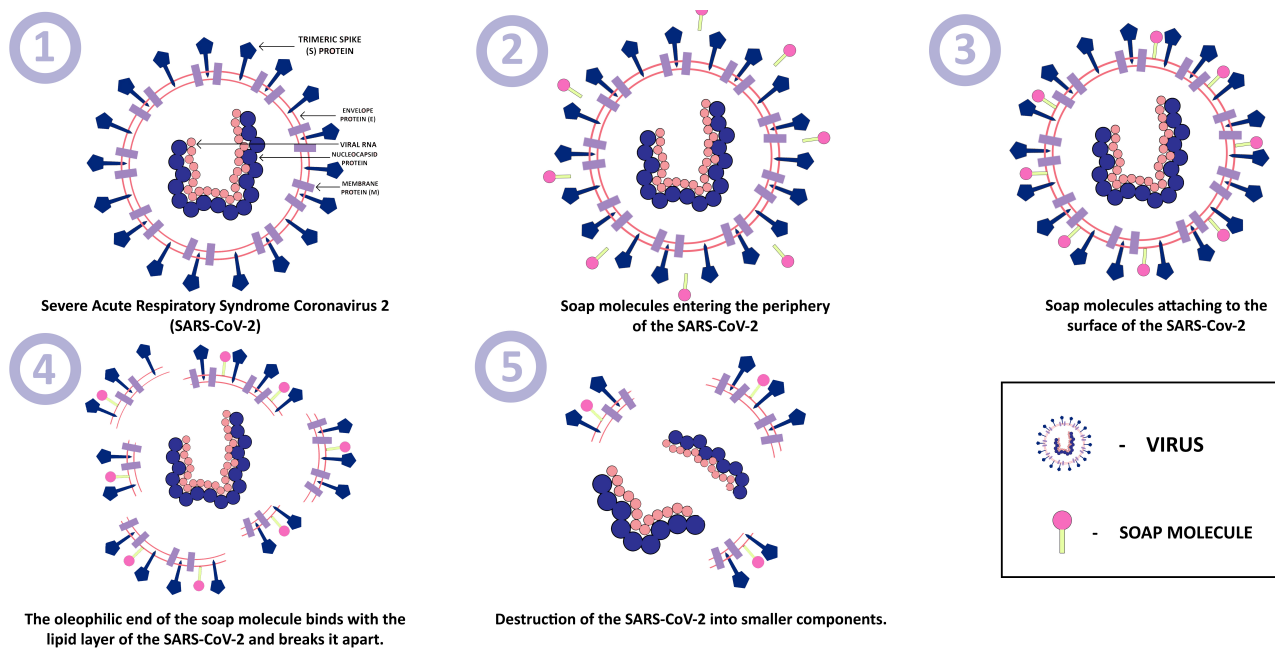 1
TRIMERIC SPIKE
(S) PROTEIN
ENVELOPE
PROTEIN (E)
VIRAL RNA
NUCLEOCAPSID
PROTEIN
MEMBRANE
PROTEIN (M)
Severe Acute Respiratory Syndrome Coronavirus 2
(SARS-CoV-2)
2
Soap molecules entering the periphery
of the SARS-CoV-2
3
Soap molecules attaching to the
surface of the SARS-Cov-2
4
The oleophilic end of the soap molecule binds with the
lipid layer of the SARS-CoV-2 and breaks it apart.
5
Destruction of the SARS-CoV-2 into smaller components.
- VIRUS
- SOAP MOLECULE